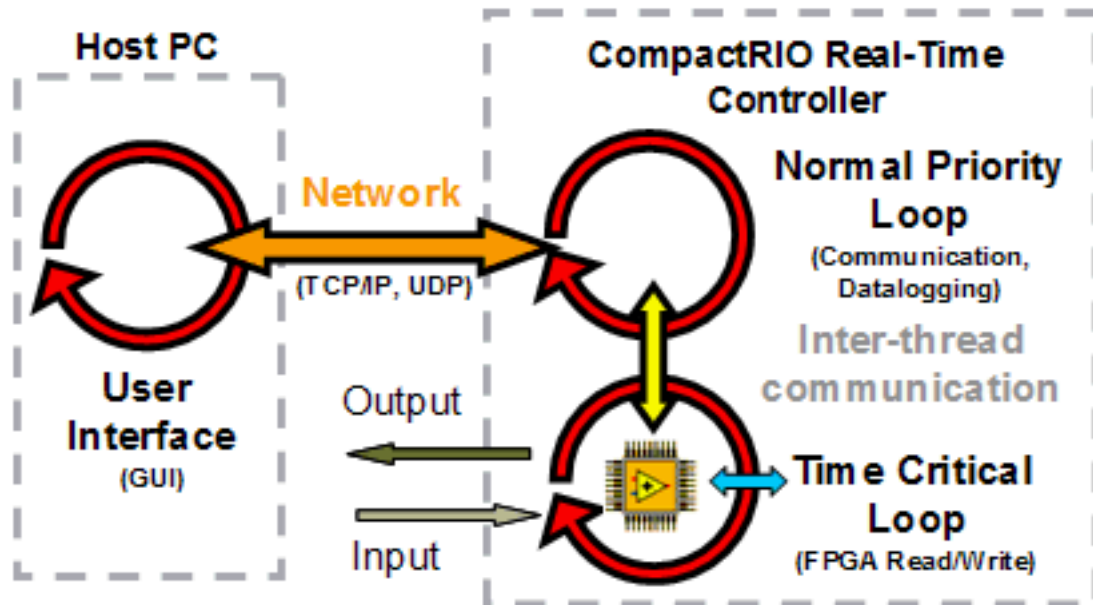 Host PC
CompactRIO Real-Time
Controller
Network
(TCP/IP, UDP)
Normal Priority
Loop
(Communication,
Datalogging)
Inter-thread
communication
User
Interface
(GUI)
Output
Input
Time Critical
Loop
(FPGA Read/Write)